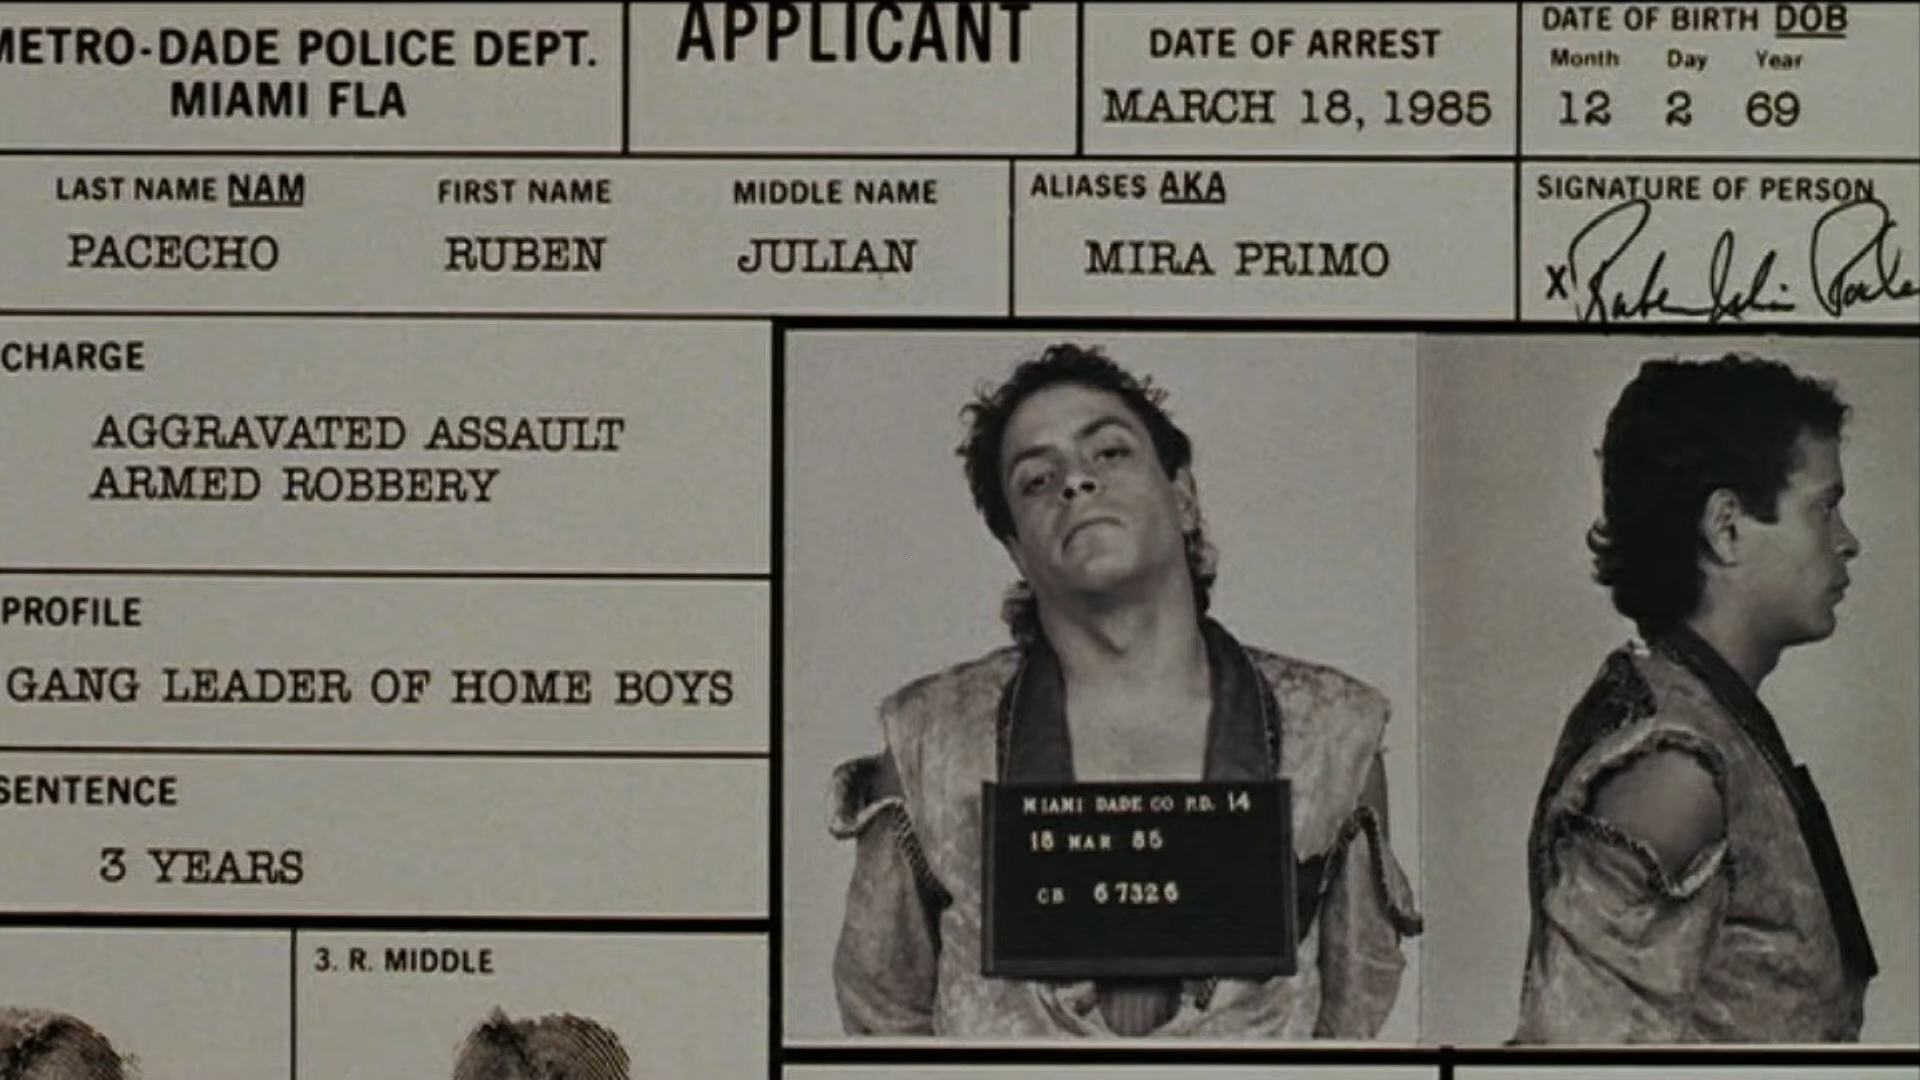 METRO-DADE POLICE DEPT.
MIAMI FLA
APPLICANT
DATE OF ARREST
MARCH 18, 1985
DATE OF BIRTH DOB
Month Day Year
12 2 69
LAST NAME NAM FIRST NAME MIDDLE NAME
PACECHO RUBEN JULIAN
ALIASES AKA
MIRA PRIMO
SIGNATURE OF PERSON
X Ruben Julian
CHARGE
AGGRAVATED ASSAULT
ARMED ROBBERY
PROFILE
GANG LEADER OF HOME BOYS
SENTENCE
3 YEARS
3. R. MIDDLE
MIAMI DADE CO P.D. 14
18 MAR 85
CB 67326